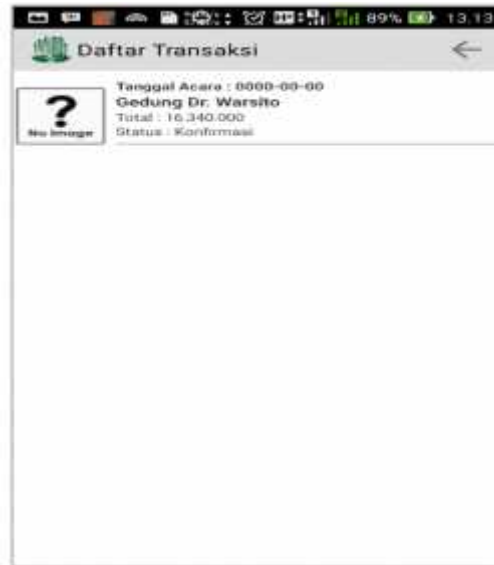 89% 13.13
Daftar Transaksi
Tanggal Acara : 0000-00-00
Gedung Dr. Warsito
Total : 16.340.000
Status : Konfirmasi
No Image